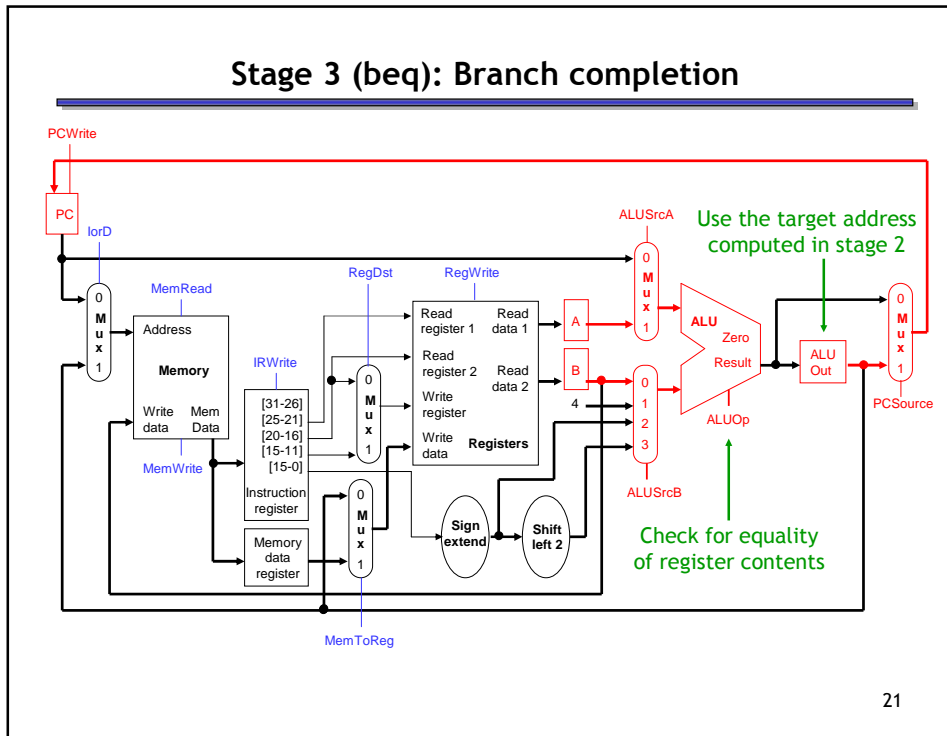 Stage 3 (beq): Branch completion
PCWrite
PC
IorD
0
M
u
x
1
MemRead
Address
Memory
Write
data
Mem
Data
MemWrite
IRWrite
[31-26]
[25-21]
[20-16]
[15-11]
[15-0]
Instruction
register
Memory
data
register
RegDst
0
M
u
x
1
0
M
u
x
1
MemToReg
RegWrite
Read
register 1
Read
register 2
Write
register
Write
data
Read
data 1
Read
data 2
Registers
Sign
extend
Shift
left 2
A
B
4
ALUSrcA
0
M
u
x
1
0
1
2
3
ALUSrcB
ALU
Zero
Result
ALUOp
Use the target address
computed in stage 2
ALU
Out
0
M
u
x
1
PCSource
Check for equality
of register contents
21